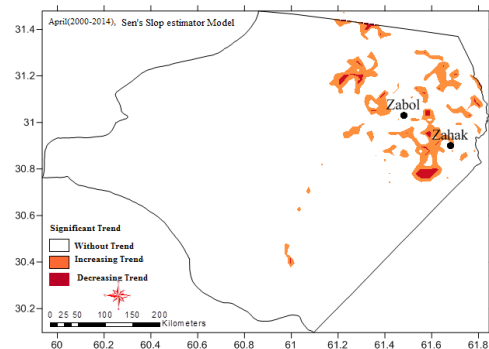 April(2000-2014), Sen's Slop estimator Model
31.4
31.2
31
30.8
30.6
30.4
30.2
Zabol
Zahak
Significant Trend
Without Trend
Increasing Trend
Decreasing Trend
0 25 50 100 150 200
Kilometers
60 60.2 60.4 60.6 60.8 61 61.2 61.4 61.6 61.8